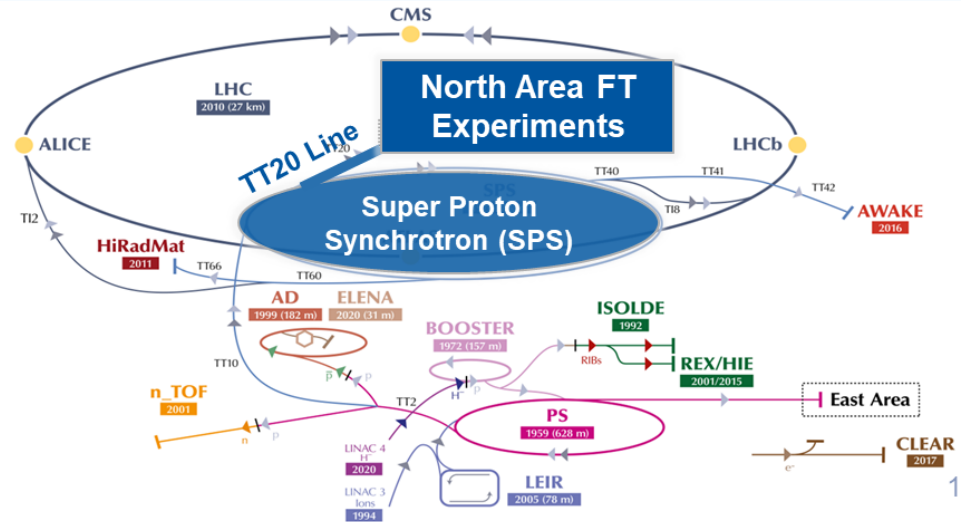 CMS
LHC
2010 (27 km)
North Area FT
Experiments
ALICE
LHCb
TT20 Line
TT20
SPS
TT40
TT41
TT42
TI2
TI8
Super Proton
Synchrotron (SPS)
AWAKE
2016
HiRadMat
2011
TT66
TT60
AD
1999 (182 m)
ELENA
2020 (31 m)
ISOLDE
1992
BOOSTER
1972 (157 m)
RIBs
REX/HIE
2001/2015
TT10
p̅
p
H⁻
p
n_TOF
2001
TT2
PS
1959 (628 m)
East Area
n
p
LINAC 4
H⁻
2020
CLEAR
2017
e⁻
LINAC 3
Ions
1994
LEIR
2005 (78 m)
1